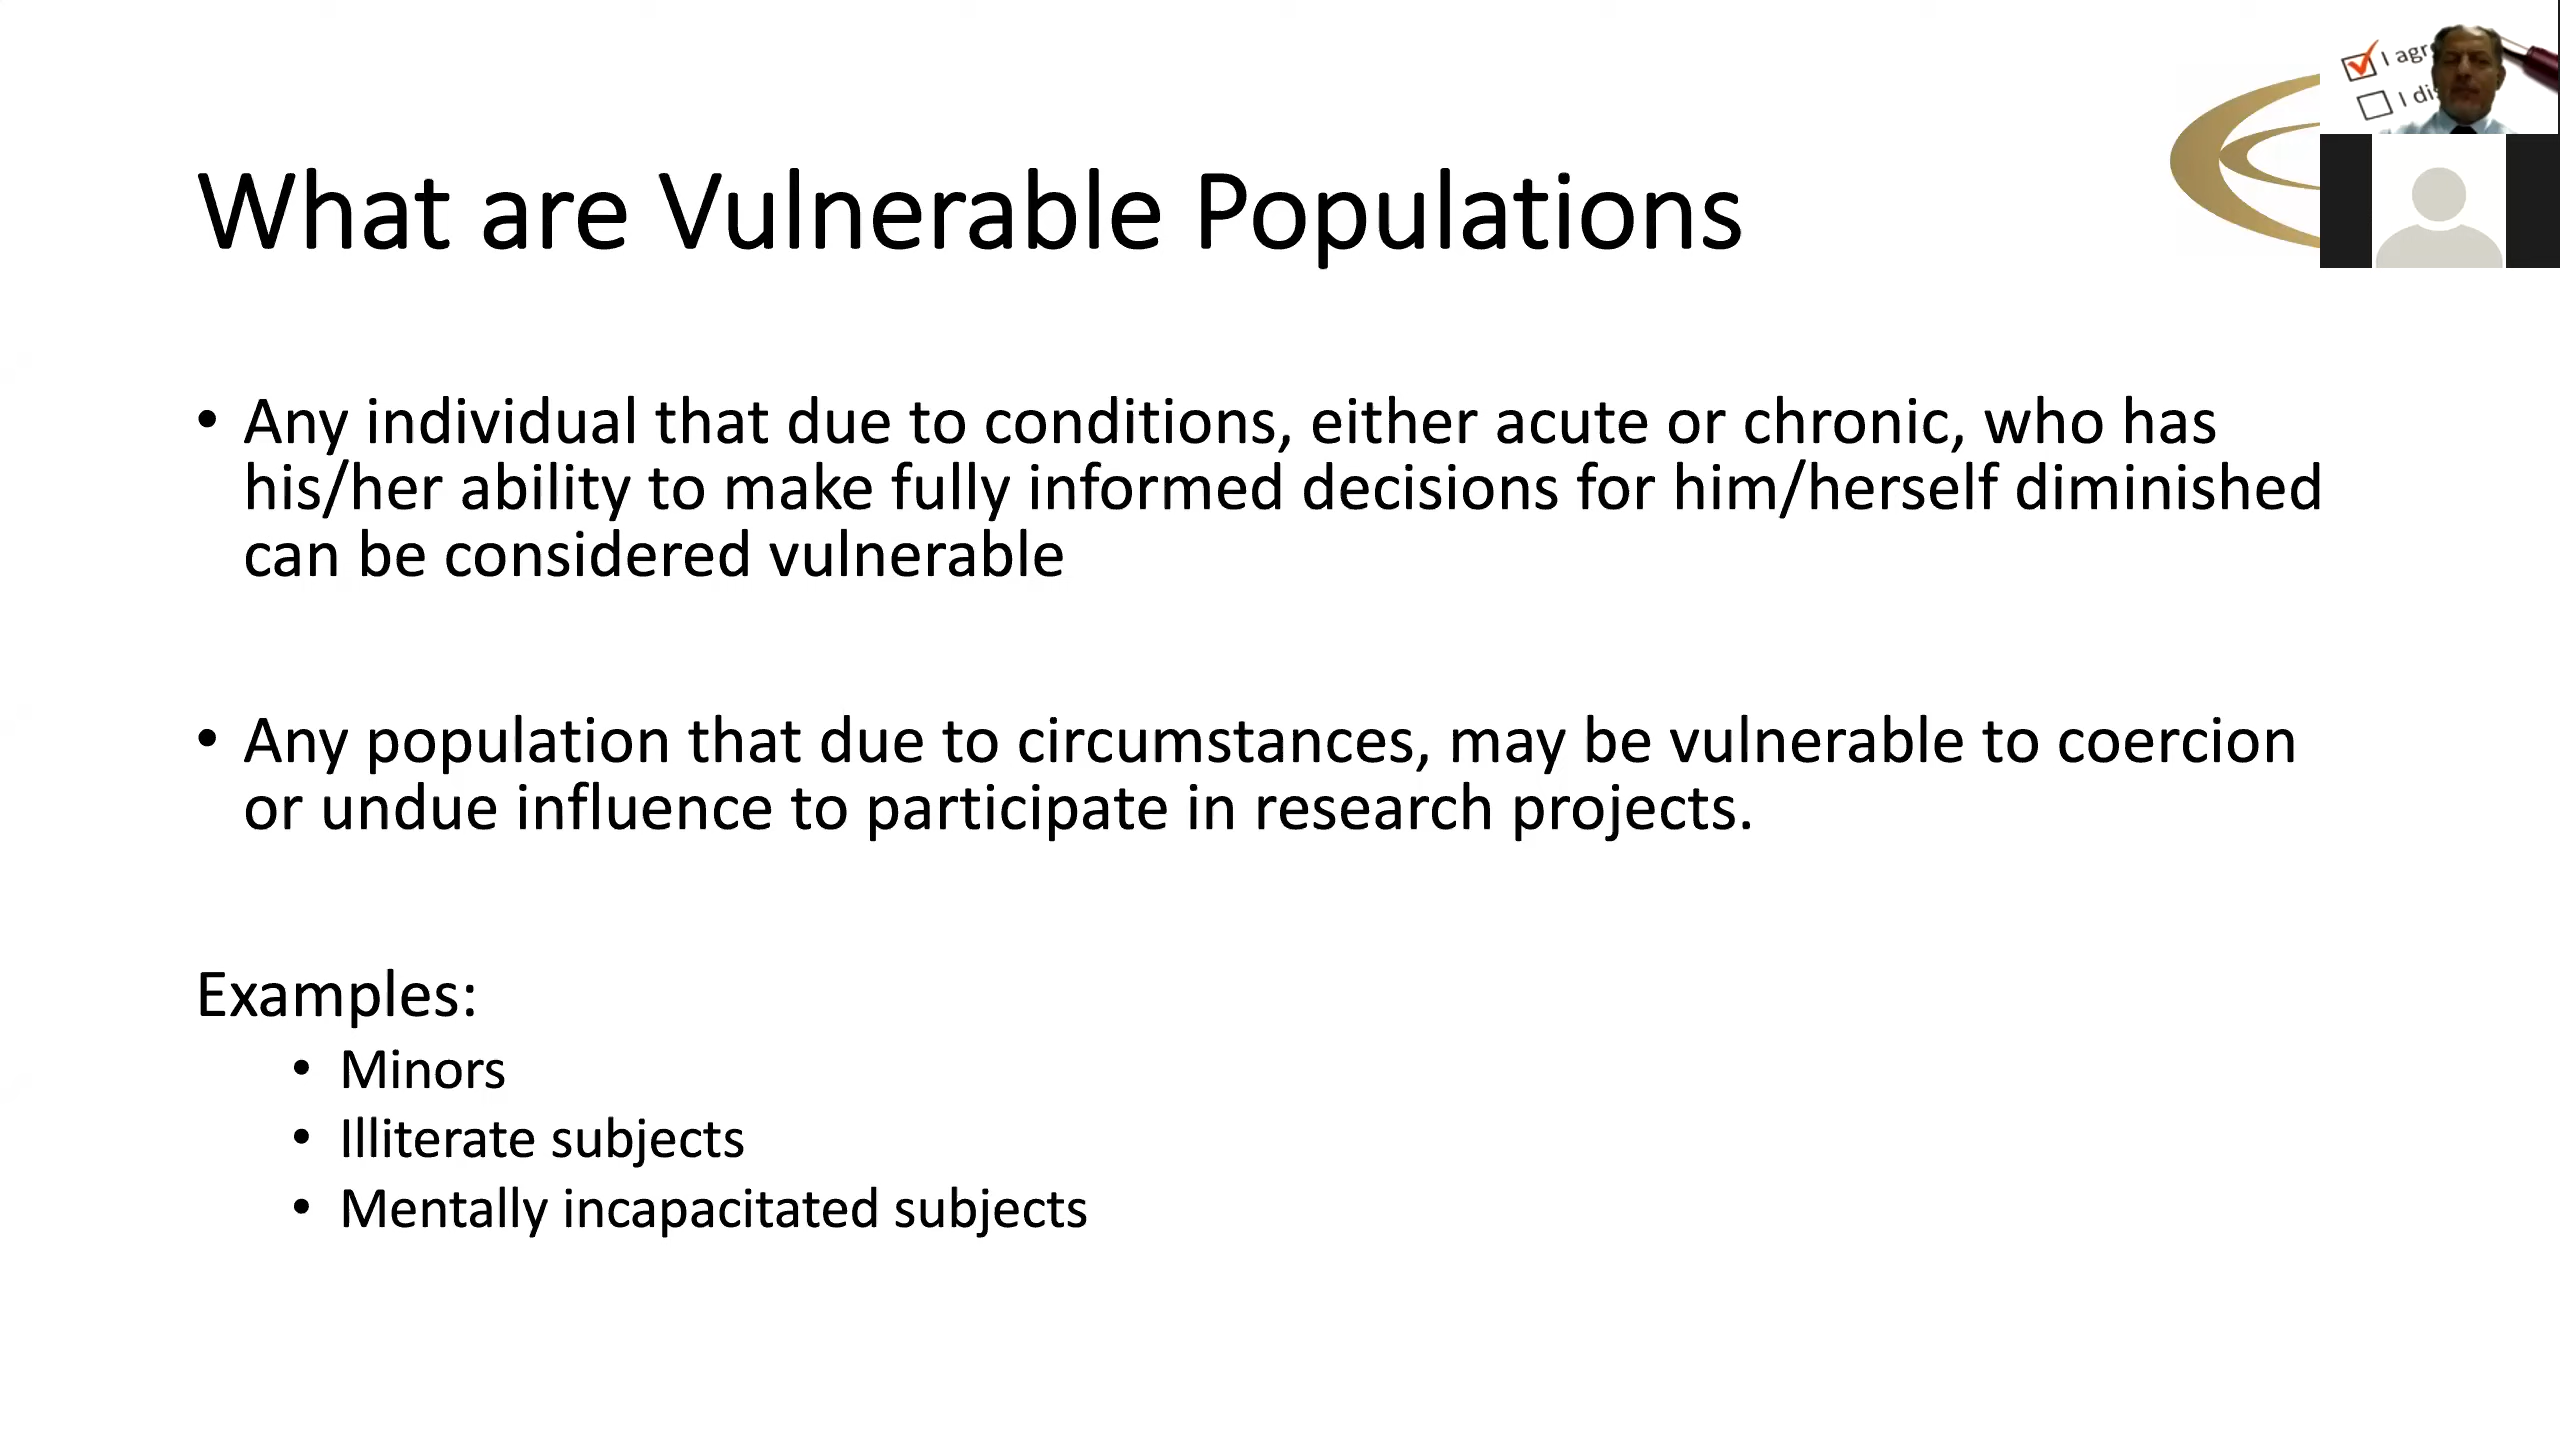 I
I
What are Vulnerable Populations
• Any individual that due to conditions, either acute or chronic, who has
his/her ability to make fully informed decisions for him/herself diminished
can be considered vulnerable
• Any population that due to circumstances, may be vulnerable to coercion
or undue influence to participate in research projects.
Examples:
• Minors
• Illiterate subjects
• Mentally incapacitated subjects